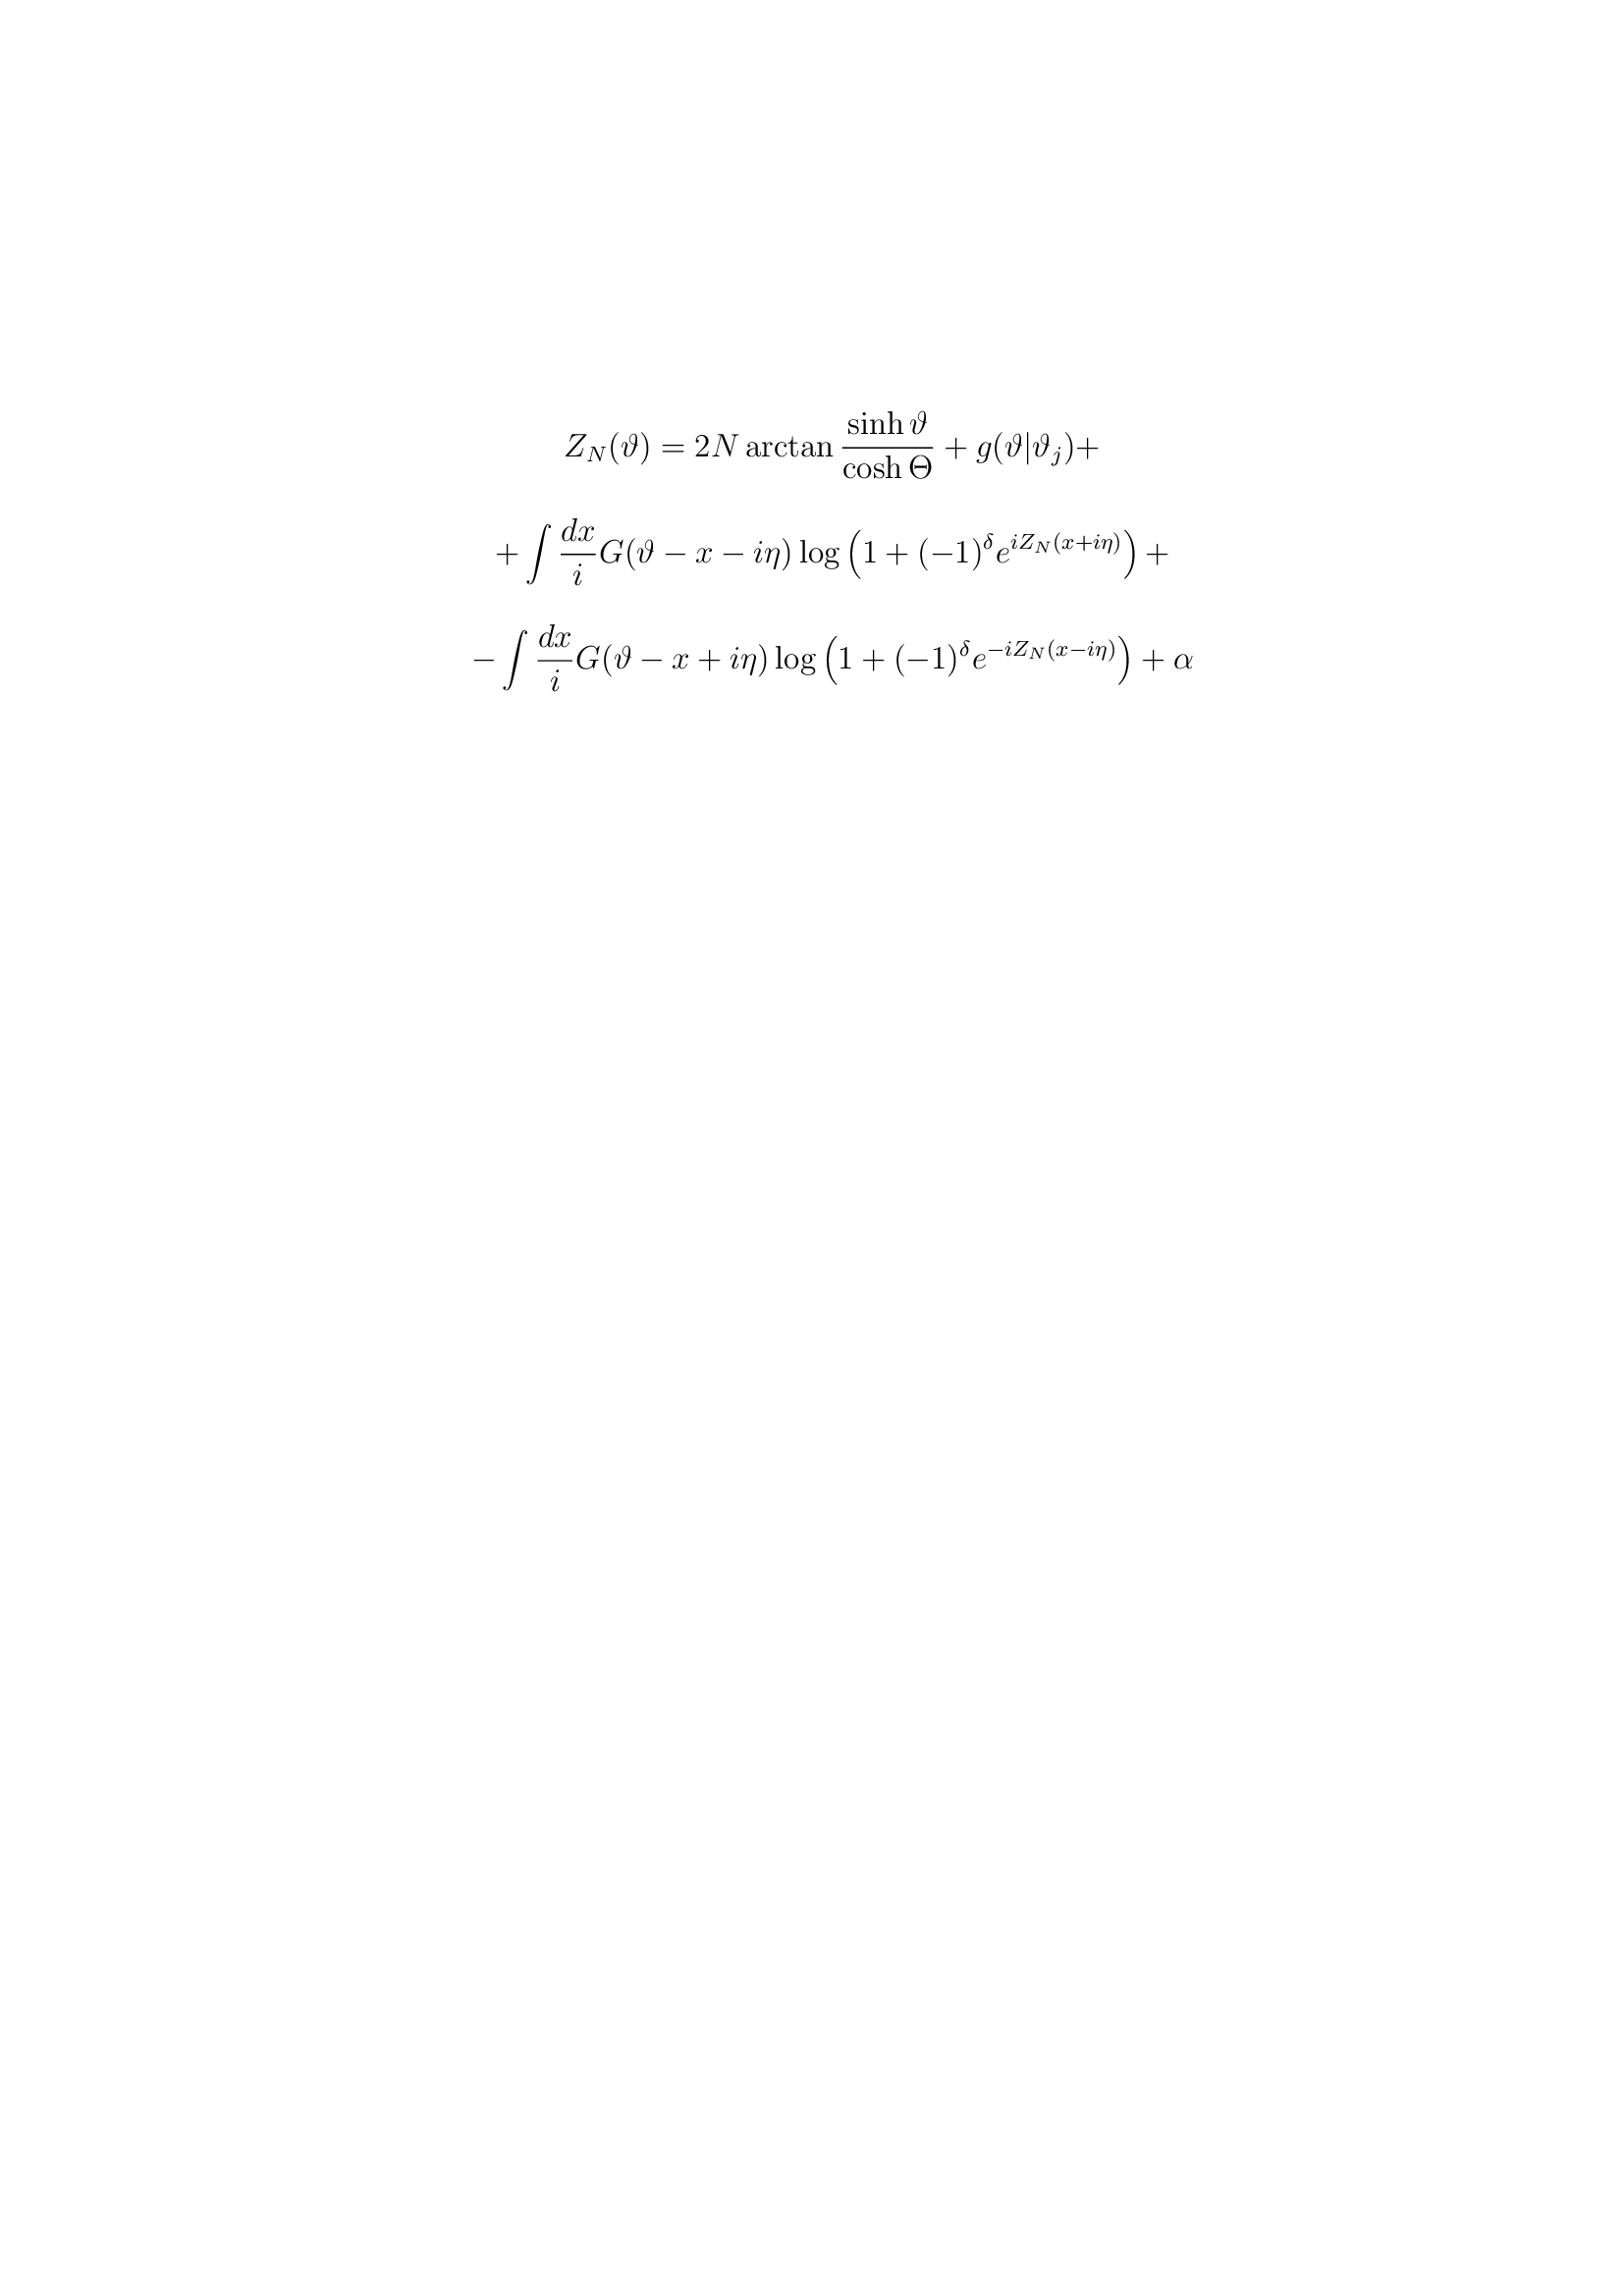 $Z_N(\vartheta) = 2N \arctan \frac{\sinh \vartheta}{\cosh \Theta} + g(\vartheta|\vartheta_j) +$
$+ \int \frac{dx}{i} G(\vartheta - x - i\eta) \log \left( 1 + (-1)^\delta e^{iZ_N(x+i\eta)} \right) +$
$- \int \frac{dx}{i} G(\vartheta - x + i\eta) \log \left( 1 + (-1)^\delta e^{-iZ_N(x-i\eta)} \right) + \alpha$